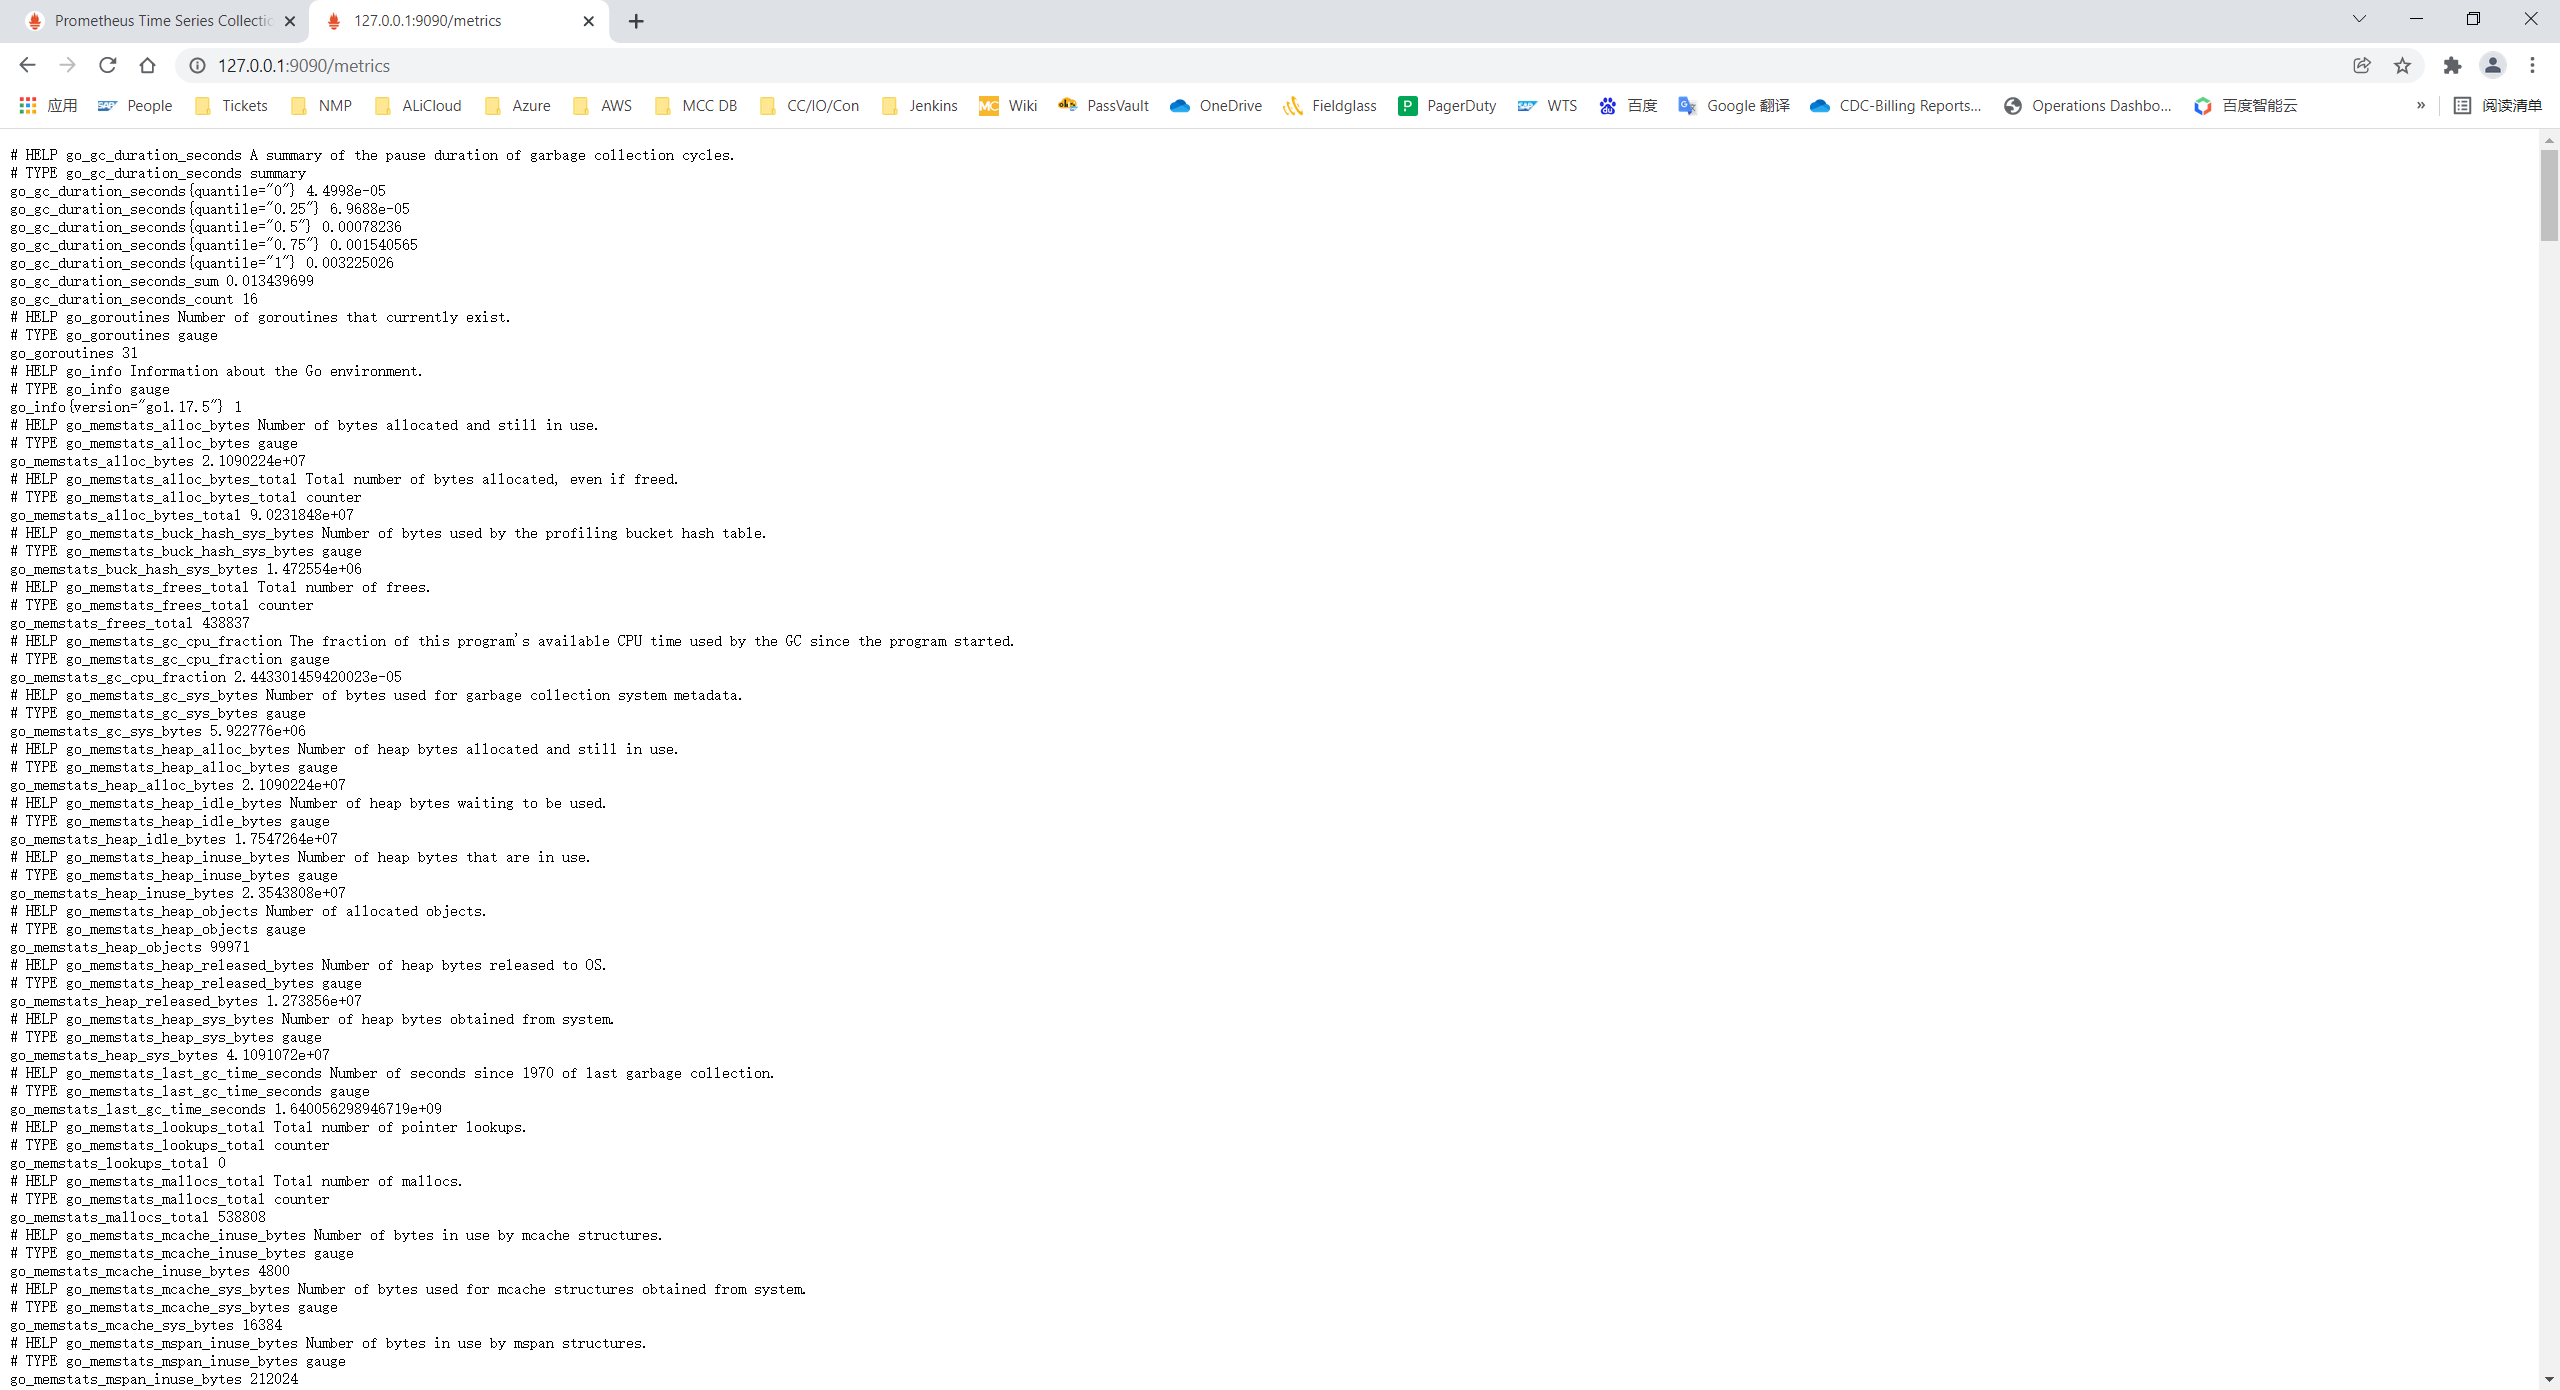 Prometheus Time Series Collectio
127.0.0.1:9090/metrics
127.0.0.1:9090/metrics
应用 People Tickets NMP ALiCloud Azure AWS MCC DB CC/IO/Con Jenkins Wiki PassVault OneDrive Fieldglass PagerDuty WTS 百度 Google 翻译 CDC-Billing Reports... Operations Dashbo... 百度智能云 » 阅读清单
# HELP go_gc_duration_seconds A summary of the pause duration of garbage collection cycles.
# TYPE go_gc_duration_seconds summary
go_gc_duration_seconds{quantile="0"} 4.4998e-05
go_gc_duration_seconds{quantile="0.25"} 6.9688e-05
go_gc_duration_seconds{quantile="0.5"} 0.00078236
go_gc_duration_seconds{quantile="0.75"} 0.001540565
go_gc_duration_seconds{quantile="1"} 0.003225026
go_gc_duration_seconds_sum 0.013439699
go_gc_duration_seconds_count 16
# HELP go_goroutines Number of goroutines that currently exist.
# TYPE go_goroutines gauge
go_goroutines 31
# HELP go_info Information about the Go environment.
# TYPE go_info gauge
go_info{version="go1.17.5"} 1
# HELP go_memstats_alloc_bytes Number of bytes allocated and still in use.
# TYPE go_memstats_alloc_bytes gauge
go_memstats_alloc_bytes 2.1090224e+07
# HELP go_memstats_alloc_bytes_total Total number of bytes allocated, even if freed.
# TYPE go_memstats_alloc_bytes_total counter
go_memstats_alloc_bytes_total 9.0231848e+07
# HELP go_memstats_buck_hash_sys_bytes Number of bytes used by the profiling bucket hash table.
# TYPE go_memstats_buck_hash_sys_bytes gauge
go_memstats_buck_hash_sys_bytes 1.472554e+06
# HELP go_memstats_frees_total Total number of frees.
# TYPE go_memstats_frees_total counter
go_memstats_frees_total 438837
# HELP go_memstats_gc_cpu_fraction The fraction of this program's available CPU time used by the GC since the program started.
# TYPE go_memstats_gc_cpu_fraction gauge
go_memstats_gc_cpu_fraction 2.443301459420023e-05
# HELP go_memstats_gc_sys_bytes Number of bytes used for garbage collection system metadata.
# TYPE go_memstats_gc_sys_bytes gauge
go_memstats_gc_sys_bytes 5.922776e+06
# HELP go_memstats_heap_alloc_bytes Number of heap bytes allocated and still in use.
# TYPE go_memstats_heap_alloc_bytes gauge
go_memstats_heap_alloc_bytes 2.1090224e+07
# HELP go_memstats_heap_idle_bytes Number of heap bytes waiting to be used.
# TYPE go_memstats_heap_idle_bytes gauge
go_memstats_heap_idle_bytes 1.7547264e+07
# HELP go_memstats_heap_inuse_bytes Number of heap bytes that are in use.
# TYPE go_memstats_heap_inuse_bytes gauge
go_memstats_heap_inuse_bytes 2.3543808e+07
# HELP go_memstats_heap_objects Number of allocated objects.
# TYPE go_memstats_heap_objects gauge
go_memstats_heap_objects 99971
# HELP go_memstats_heap_released_bytes Number of heap bytes released to OS.
# TYPE go_memstats_heap_released_bytes gauge
go_memstats_heap_released_bytes 1.273856e+07
# HELP go_memstats_heap_sys_bytes Number of heap bytes obtained from system.
# TYPE go_memstats_heap_sys_bytes gauge
go_memstats_heap_sys_bytes 4.1091072e+07
# HELP go_memstats_last_gc_time_seconds Number of seconds since 1970 of last garbage collection.
# TYPE go_memstats_last_gc_time_seconds gauge
go_memstats_last_gc_time_seconds 1.640056298946719e+09
# HELP go_memstats_lookups_total Total number of pointer lookups.
# TYPE go_memstats_lookups_total counter
go_memstats_lookups_total 0
# HELP go_memstats_mallocs_total Total number of mallocs.
# TYPE go_memstats_mallocs_total counter
go_memstats_mallocs_total 538808
# HELP go_memstats_mcache_inuse_bytes Number of bytes in use by mcache structures.
# TYPE go_memstats_mcache_inuse_bytes gauge
go_memstats_mcache_inuse_bytes 4800
# HELP go_memstats_mcache_sys_bytes Number of bytes used for mcache structures obtained from system.
# TYPE go_memstats_mcache_sys_bytes gauge
go_memstats_mcache_sys_bytes 16384
# HELP go_memstats_mspan_inuse_bytes Number of bytes in use by mspan structures.
# TYPE go_memstats_mspan_inuse_bytes gauge
go_memstats_mspan_inuse_bytes 212024